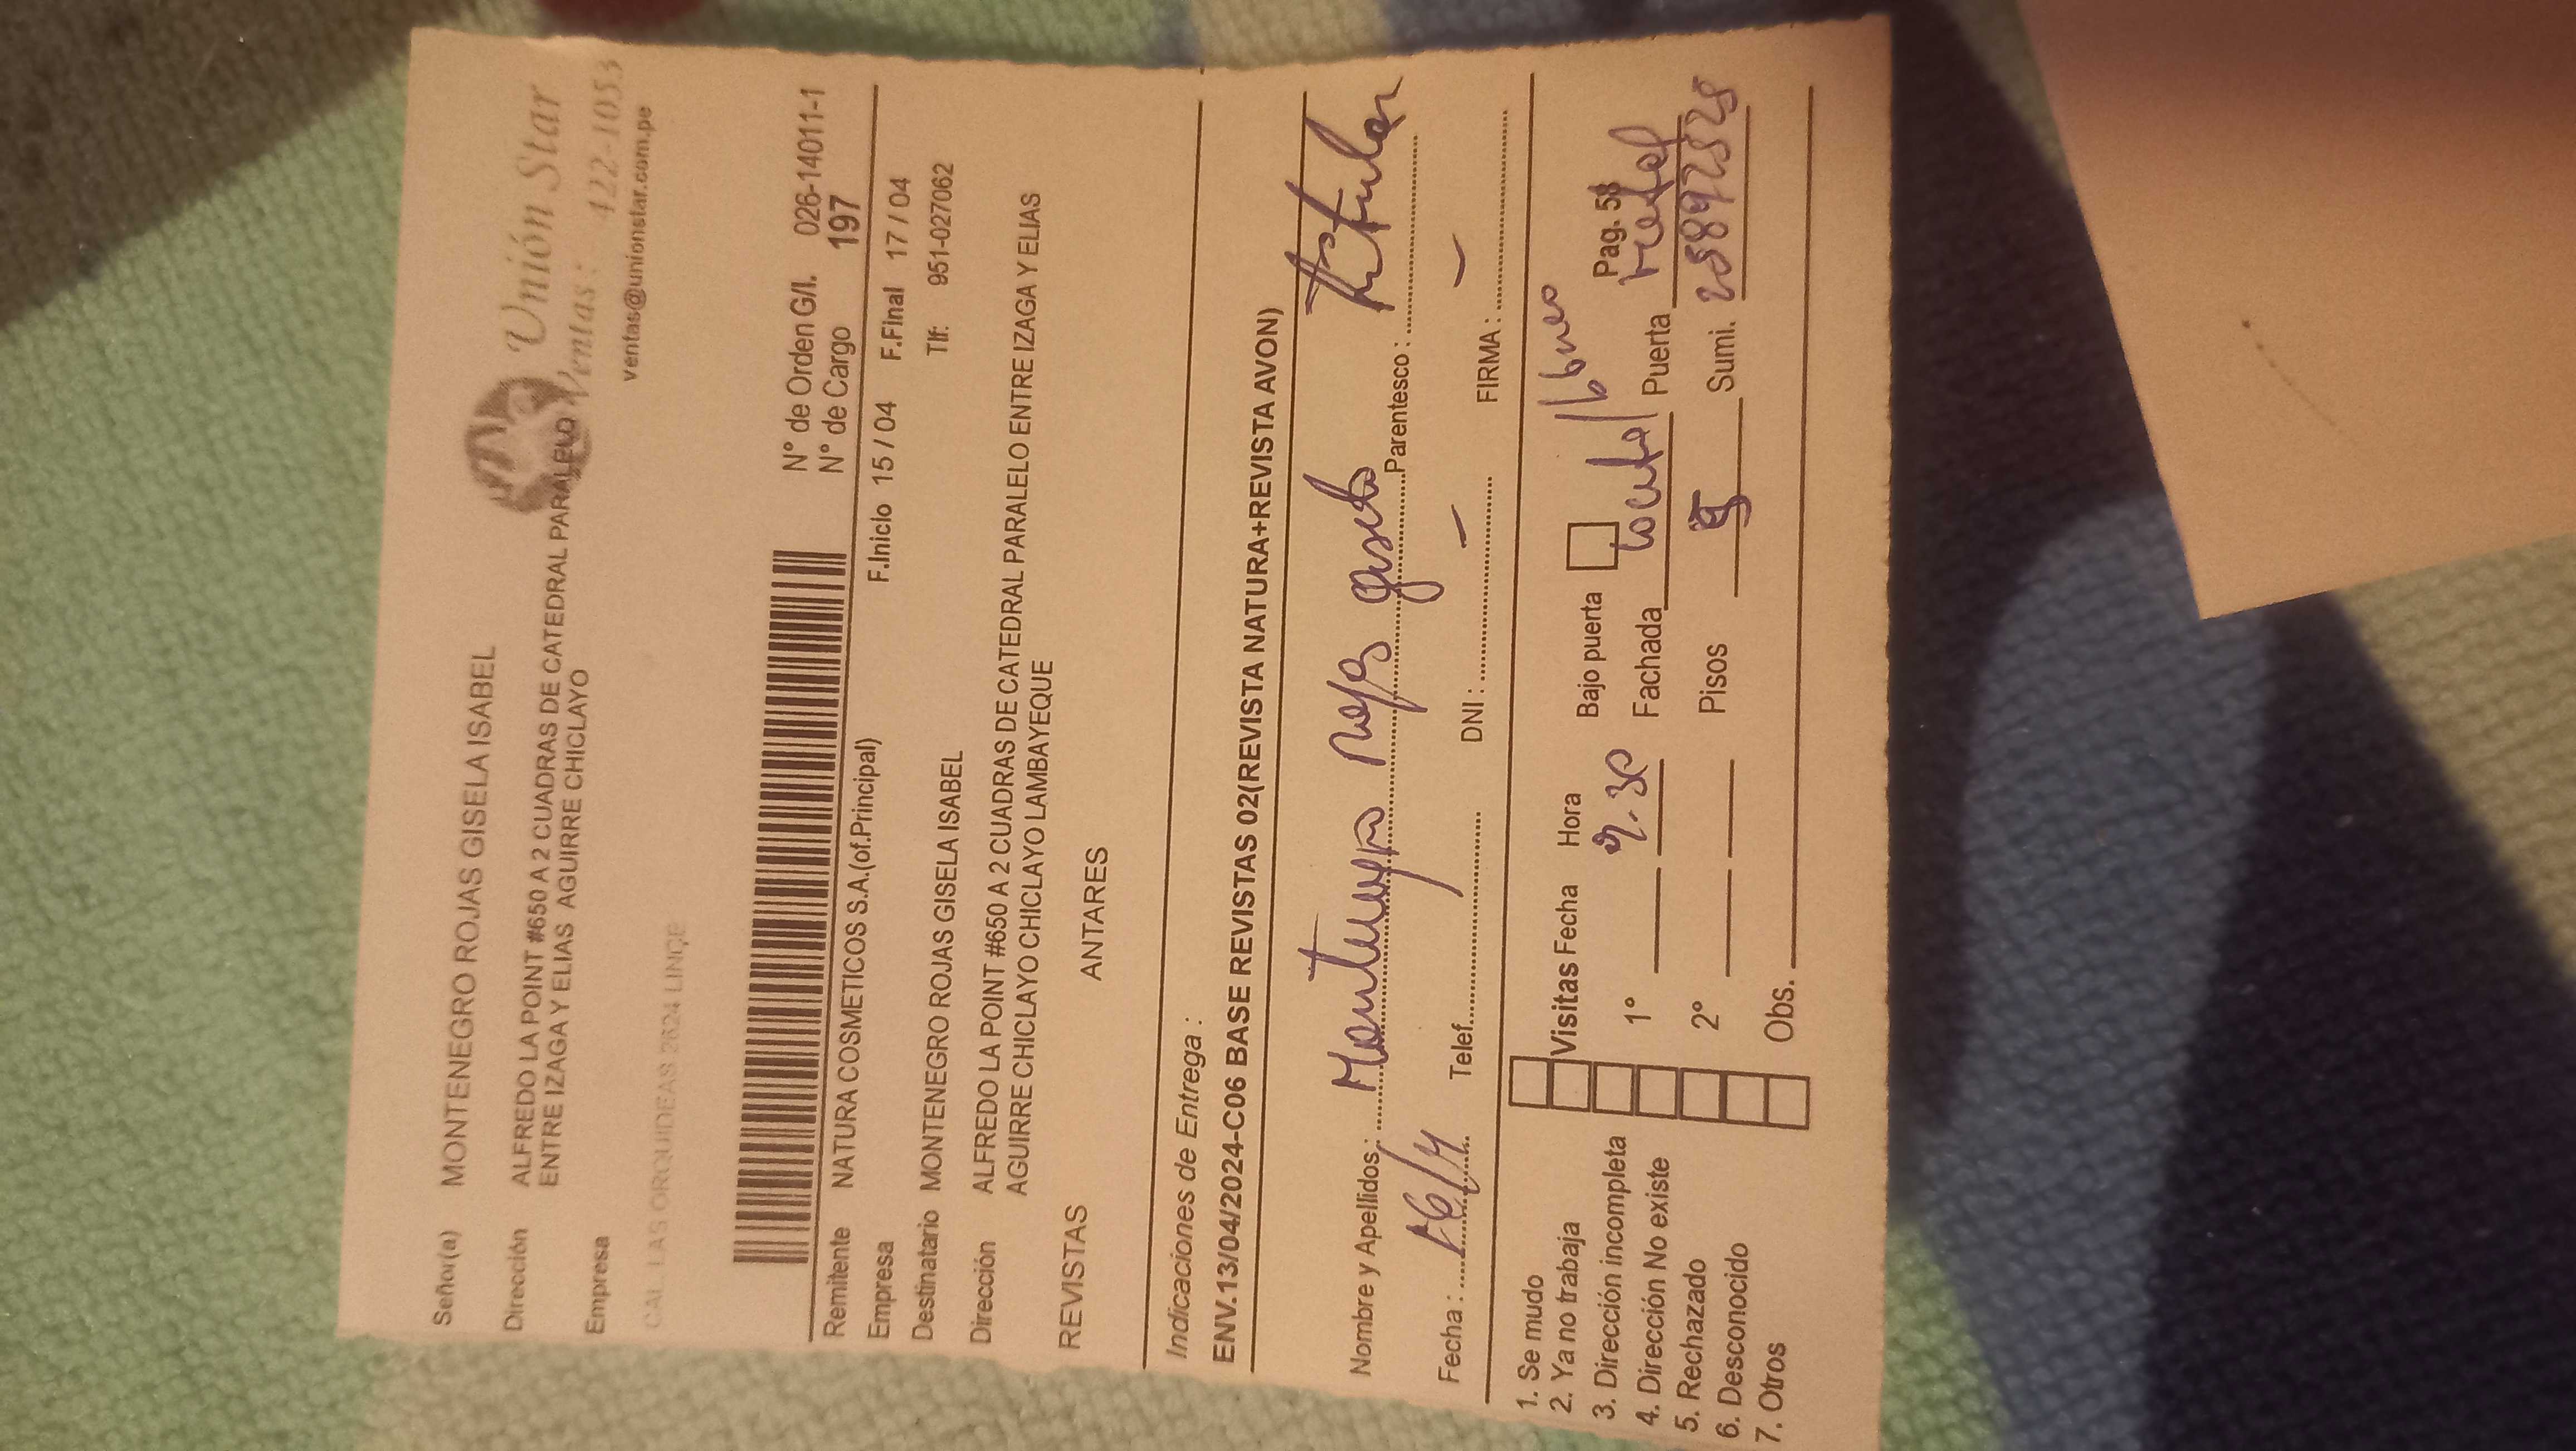 Señor(a) MONTENEGRO ROJAS GISELA ISABEL
Unión Star
Ventas: 422-1053
ventas@unionstar.com.pe
Dirección ALFREDO LA POINT #650 A 2 CUADRAS DE CATEDRAL PARALELO
ENTRE IZAGA Y ELIAS AGUIRRE CHICLAYO
Empresa
CAL. LAS ORQUIDEAS 2624 LINCE
N° de Orden G/I. 026-14011-1
N° de Cargo 197
Remitente NATURA COSMETICOS S.A.(of.Principal)
F.Inicio 15 / 04 F.Final 17 / 04
Empresa
Tlf: 951-027062
Destinatario MONTENEGRO ROJAS GISELA ISABEL
Dirección ALFREDO LA POINT #650 A 2 CUADRAS DE CATEDRAL PARALELO ENTRE IZAGA Y ELIAS
AGUIRRE CHICLAYO CHICLAYO CHICLAYO LAMBAYEQUE
REVISTAS ANTARES
Indicaciones de Entrega :
ENV.13/04/2024-C06 BASE REVISTAS 02(REVISTA NATURA+REVISTA AVON)
Nombre y Apellidos: Montenegro Rojas Parentesco : Titular
Fecha : 16/4 Telef. DNI : FIRMA :
1. Se mudo
2. Ya no trabaja
3. Dirección incompleta
4. Dirección No existe
5. Rechazado
6. Desconocido
7. Otros
Visitas Fecha Hora Bajo puerta Pag. 5
1° Fachada Puerta
2° Pisos Sumi.
Obs.